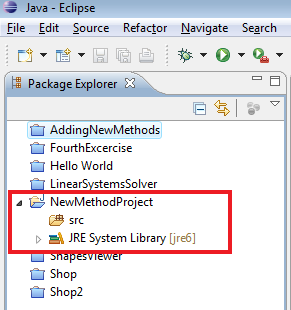 Java - Eclipse
File Edit Source Refactor Navigate Search
Package Explorer
AddingNewMethods
FourthExcercise
Hello World
LinearSystemsSolver
NewMethodProject
src
JRE System Library [jre6]
ShapesViewer
Shop
Shop2